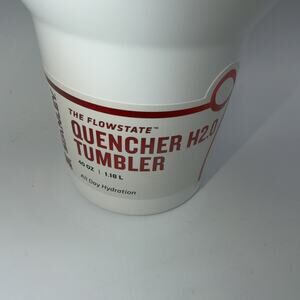 THE FLOWSTATE™
QUENCHER H2.0
TUMBLER
40 OZ | 1.18 L
All Day Hydration